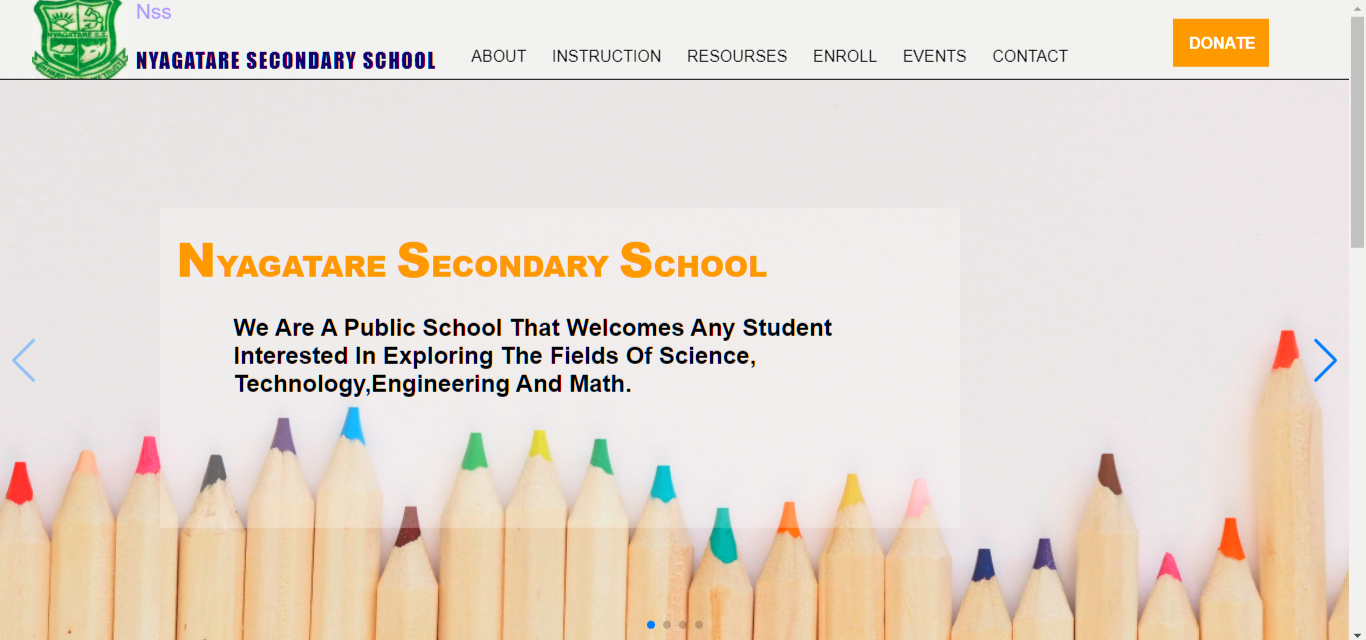 Nss
NYAGATARE S.S
NYAGATARE SECONDARY SCHOOL
ABOUT INSTRUCTION RESOURSES ENROLL EVENTS CONTACT
DONATE
Nyagatare Secondary School
We Are A Public School That Welcomes Any Student
Interested In Exploring The Fields Of Science,
Technology,Engineering And Math.